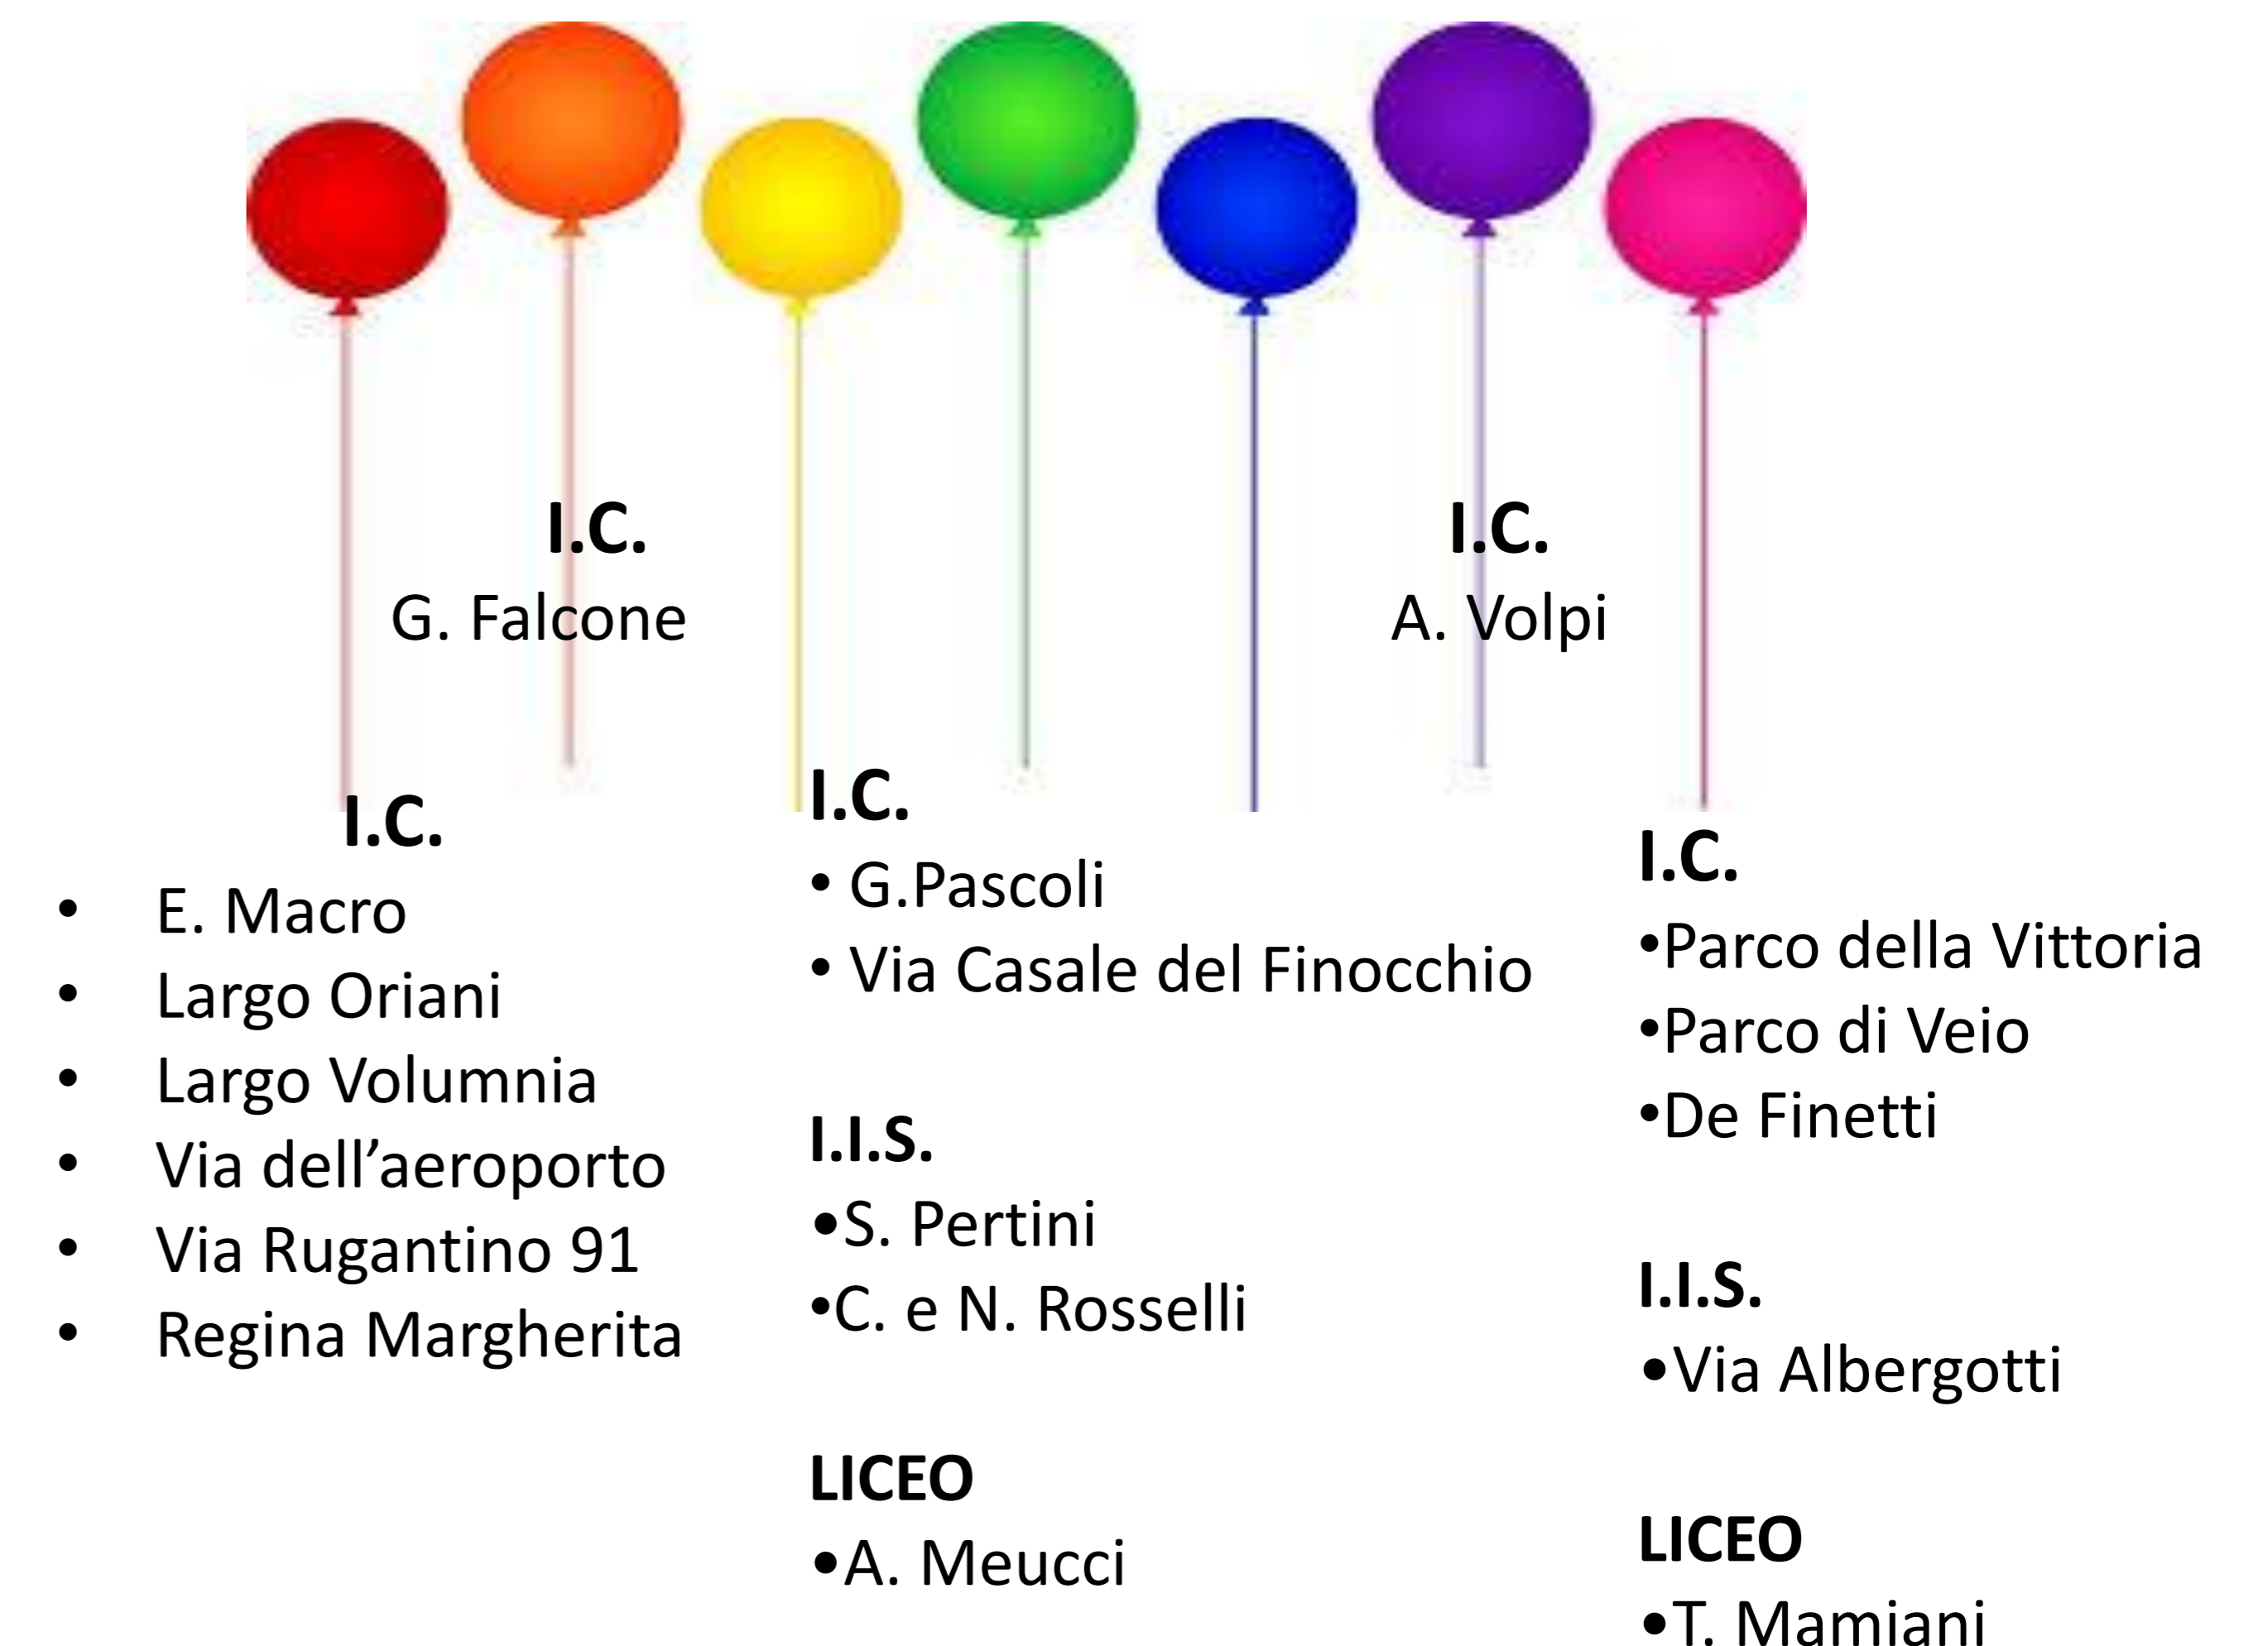 I.C.
G. Falcone
I.C.
A. Volpi
I.C.
• E. Macro
• Largo Oriani
• Largo Volumnia
• Via dell’aeroporto
• Via Rugantino 91
• Regina Margherita
I.C.
• G.Pascoli
• Via Casale del Finocchio
I.I.S.
•S. Pertini
•C. e N. Rosselli
LICEO
•A. Meucci
I.C.
•Parco della Vittoria
•Parco di Veio
•De Finetti
I.I.S.
•Via Albergotti
LICEO
•T. Mamiani